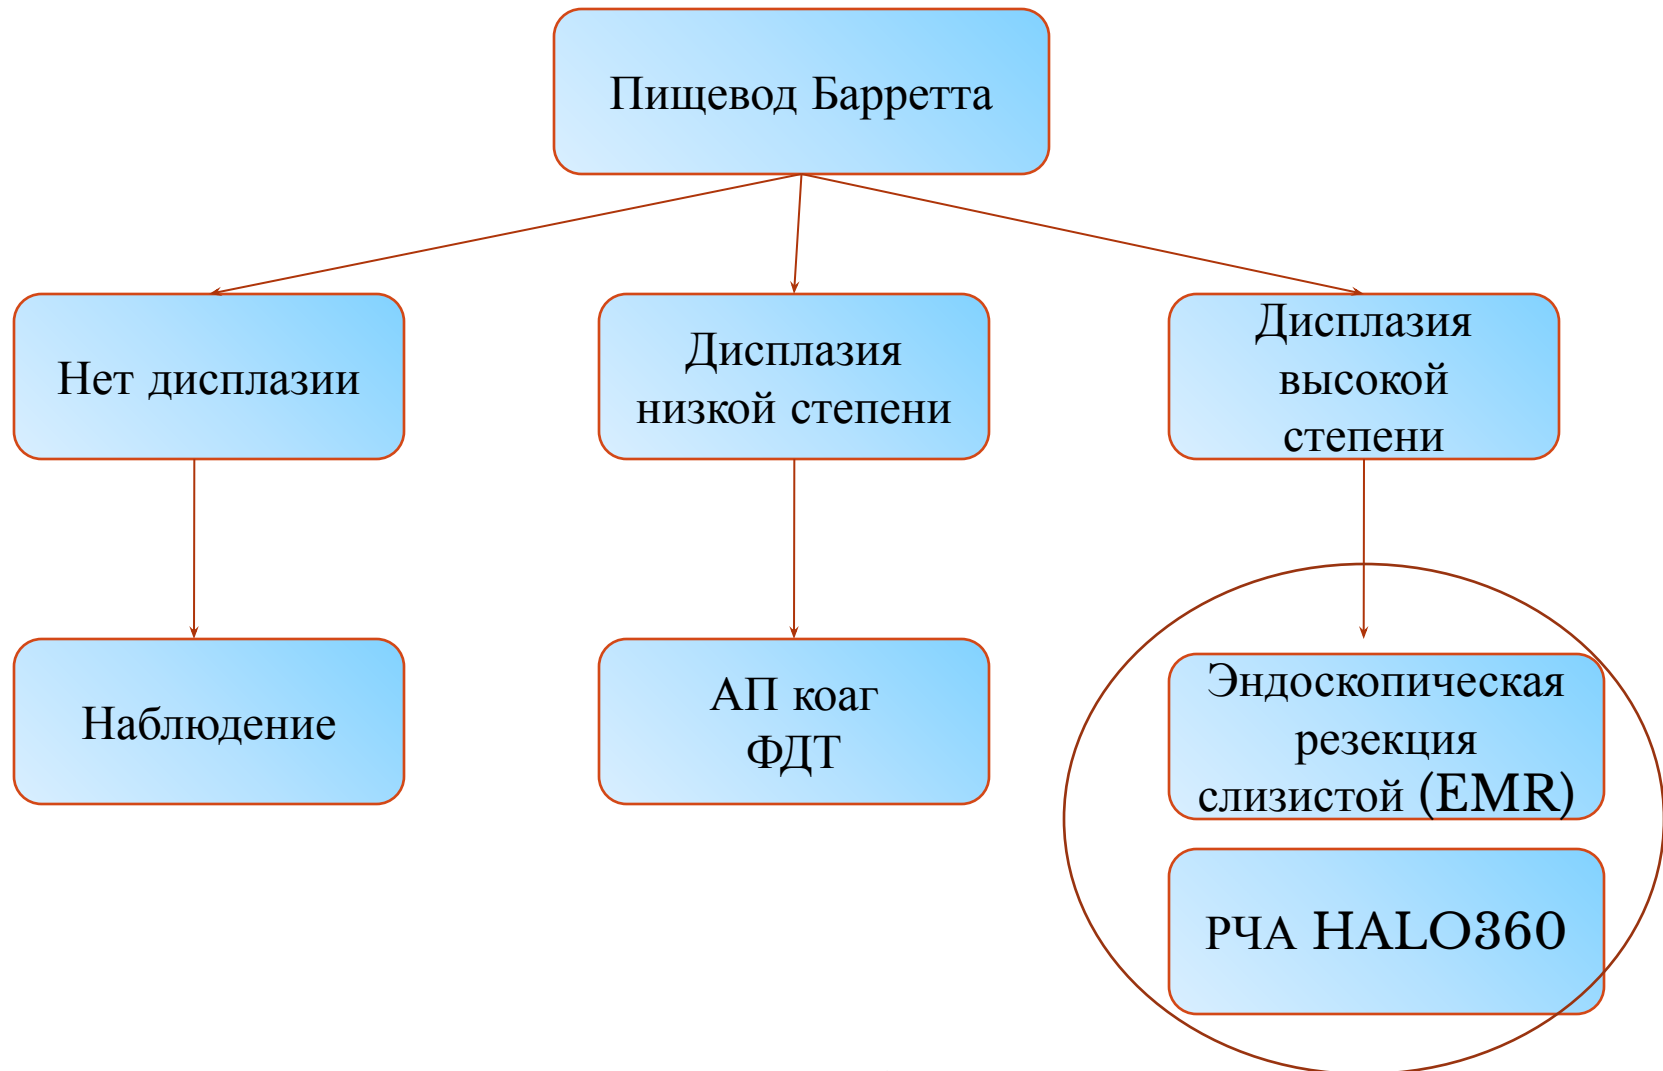 Пищевод Барретта
Нет дисплазии
Дисплазия
низкой степени
Дисплазия
высокой
степени
Наблюдение
АП коаг
ФДТ
Эндоскопическая
резекция
слизистой (EMR)
РЧА HALO360